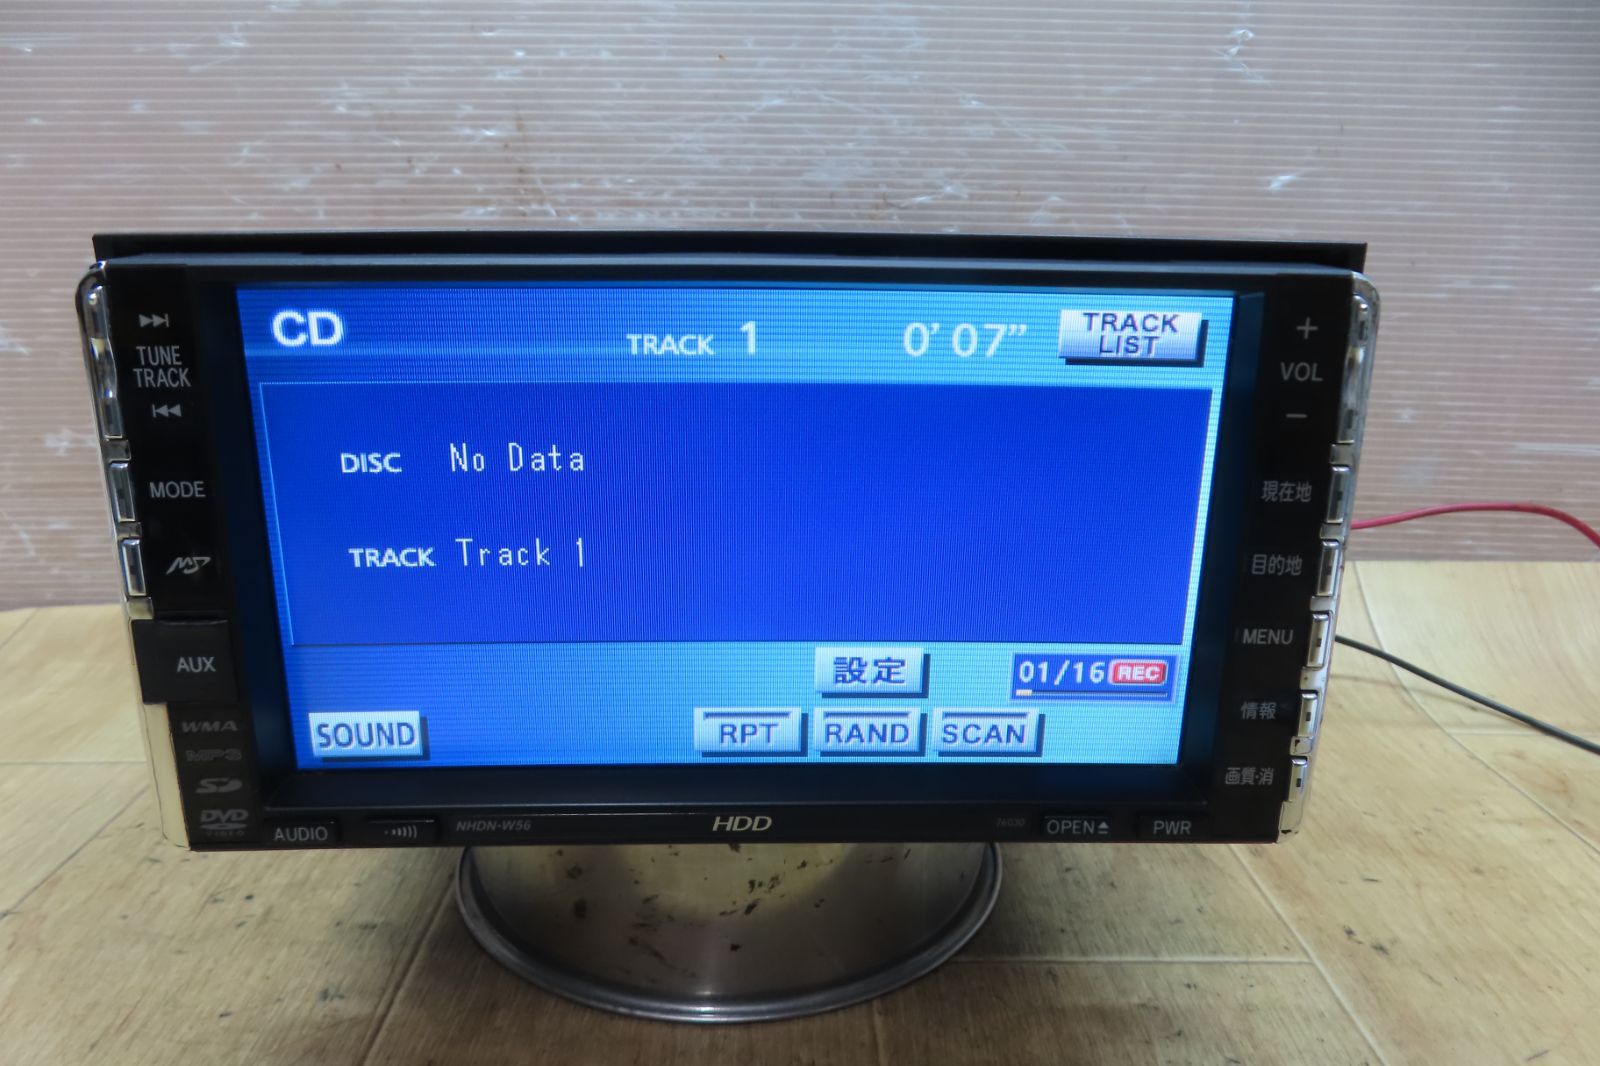 TUNE
TRACK
MODE
AUX
WMA
MP3
SD
DVD
VIDEO
CD
TRACK 1
0' 07"
TRACK
LIST
DISC No Data
TRACK Track 1
設定
01/16 REC
SOUND
RPT
RAND
SCAN
+
VOL
−
現在地
目的地
MENU
情報
画質・消
AUDIO
NHDN-W56
HDD
76030
OPEN
PWR